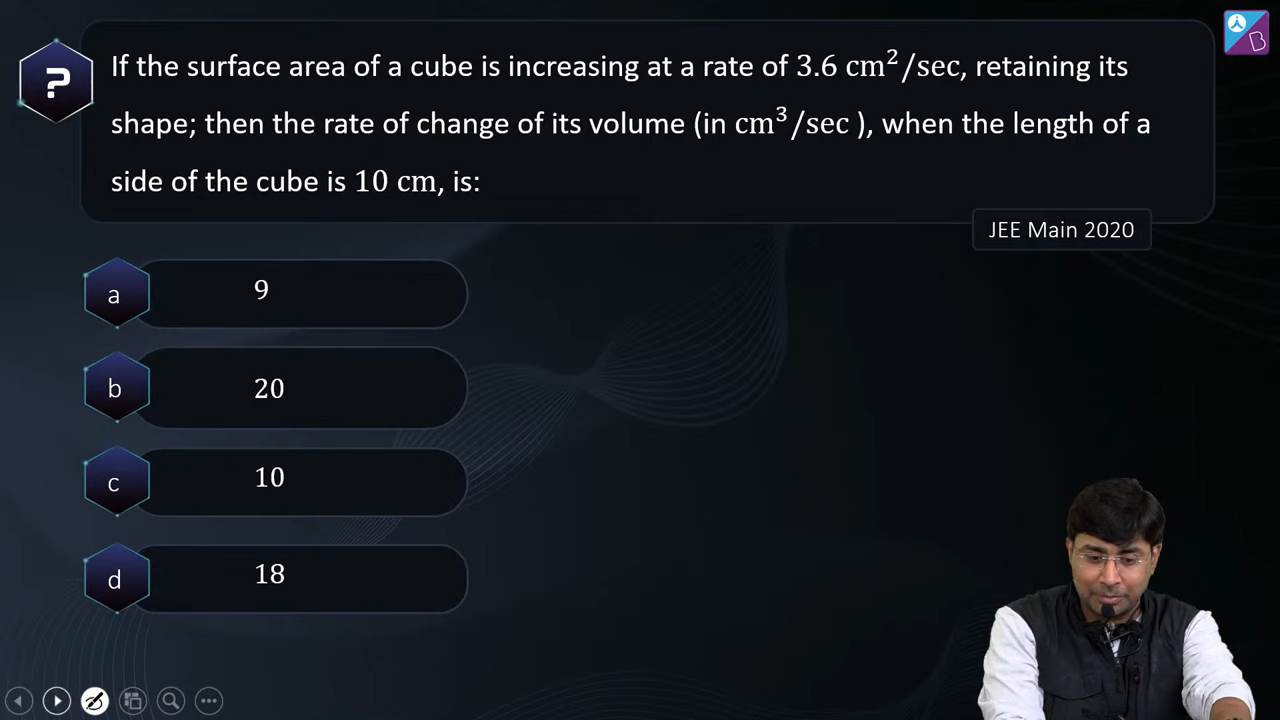 ?
If the surface area of a cube is increasing at a rate of 3.6 cm²/sec, retaining its
shape; then the rate of change of its volume (in cm³/sec ), when the length of a
side of the cube is 10 cm, is:
JEE Main 2020
a 9
b 20
c 10
d 18
B